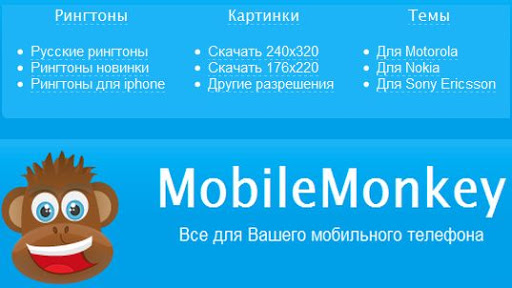 Рингтоны Картинки Темы
Русские рингтоны Скачать 240x320 Для Motorola
Рингтоны новинки Скачать 176x220 Для Nokia
Рингтоны для iphone Другие разрешения Для Sony Ericsson
MobileMonkey
Все для Вашего мобильного телефона